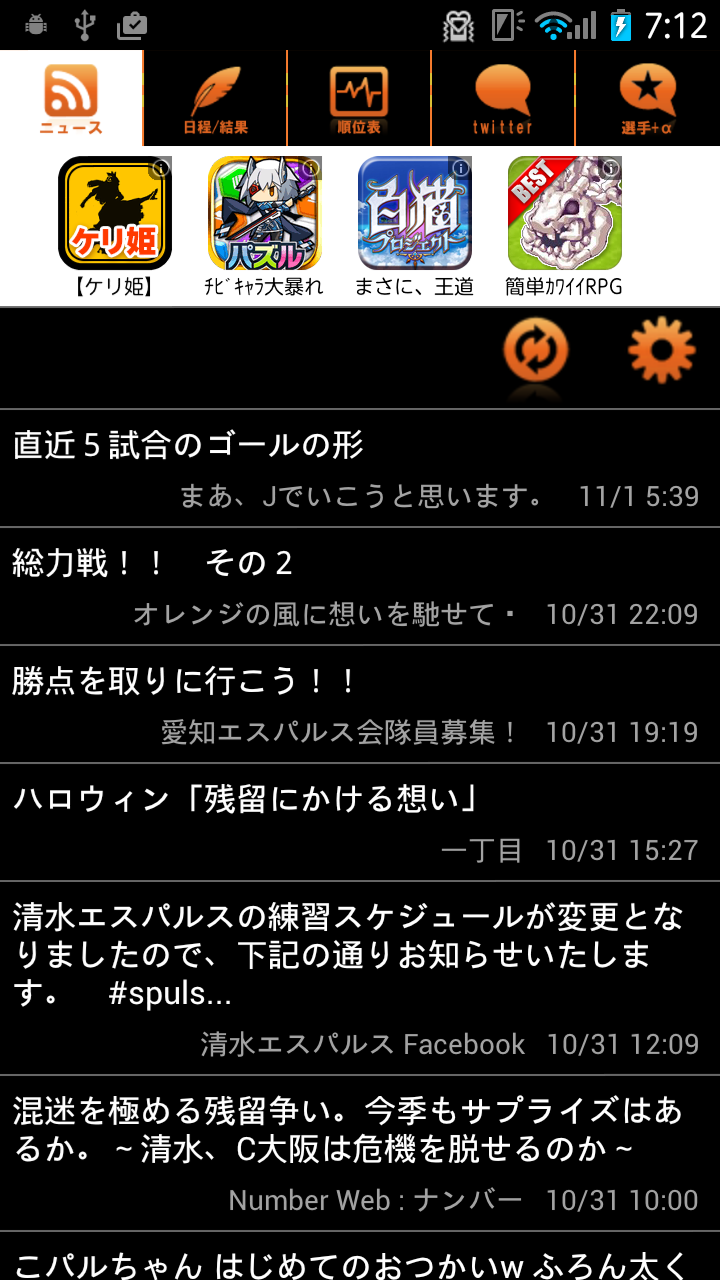 7:12
ニュース
日程/結果
順位表
twitter
選手+α
ケリ姫
パズル
白猫
プロジェクト
BEST
【ケリ姫】
ﾁﾋﾞｷｬﾗ大暴れ
まさに、王道
簡単ｶﾜｲｲRPG
直近５試合のゴールの形
まあ、Jでいこうと思います。 11/1 5:39
総力戦！！　その２
オレンジの風に想いを馳せて・ 10/31 22:09
勝点を取りに行こう！！
愛知エスパルス会隊員募集！ 10/31 19:19
ハロウィン「残留にかける想い」
一丁目 10/31 15:27
清水エスパルスの練習スケジュールが変更とな
りましたので、下記の通りお知らせいたしま
す。　#spuls...
清水エスパルス Facebook 10/31 12:09
混迷を極める残留争い。今季もサプライズはあ
るか。 ~ 清水、C大阪は危機を脱せるのか ~
Number Web : ナンバー 10/31 10:00
こパルちゃん はじめてのおつかいw ふろん太く